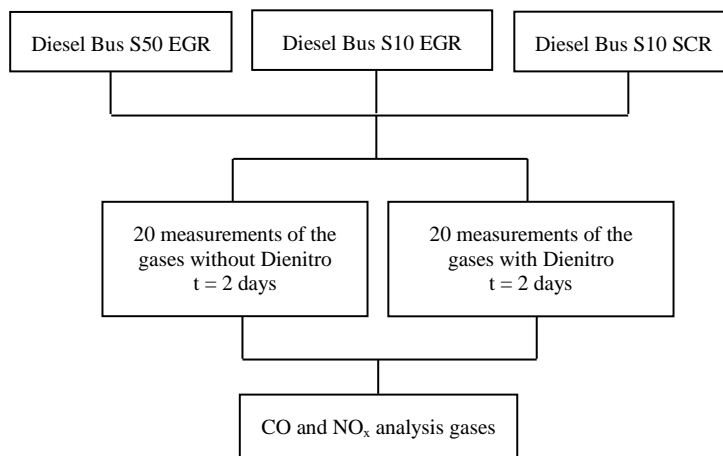 Diesel Bus S50 EGR
Diesel Bus S10 EGR
Diesel Bus S10 SCR
20 measurements of the
gases without Dienitro
t = 2 days
20 measurements of the
gases with Dienitro
t = 2 days
CO and NOx analysis gases